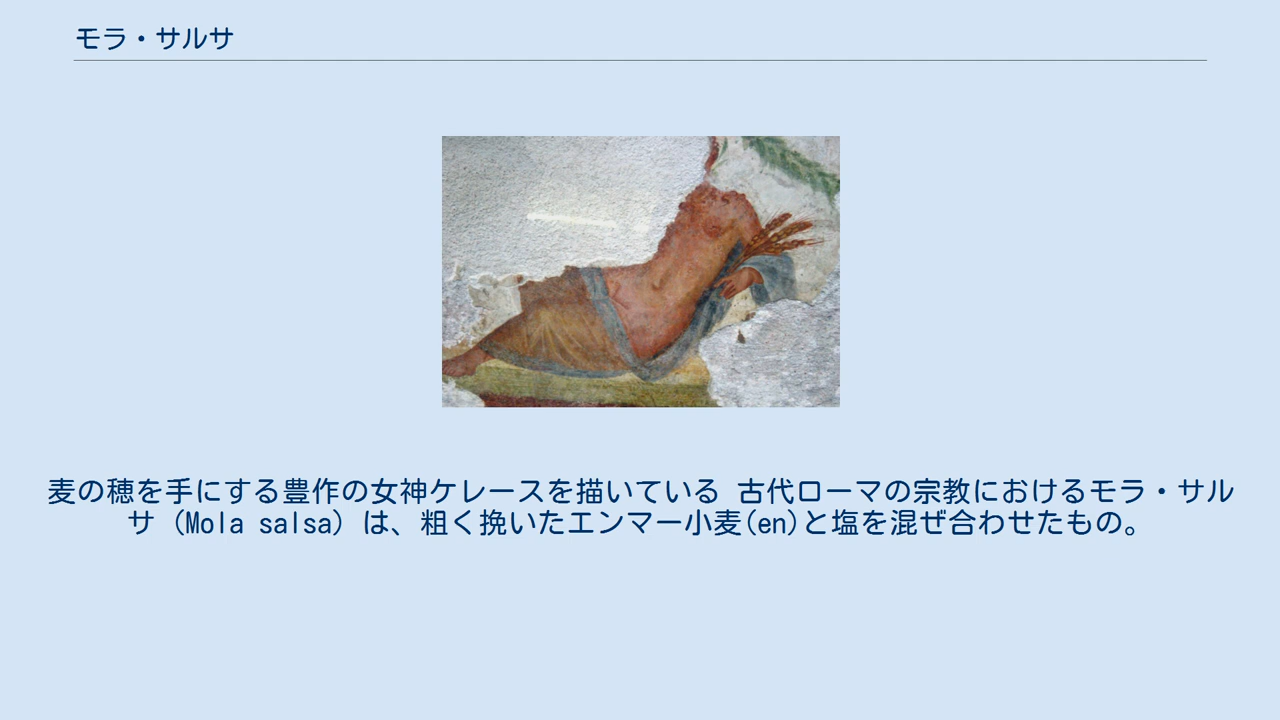 モラ・サルサ
麦の穂を手にする豊作の女神ケレースを描いている 古代ローマの宗教におけるモラ・サル
サ (Mola salsa) は、粗く挽いたエンマー小麦(en)と塩を混ぜ合わせたもの。